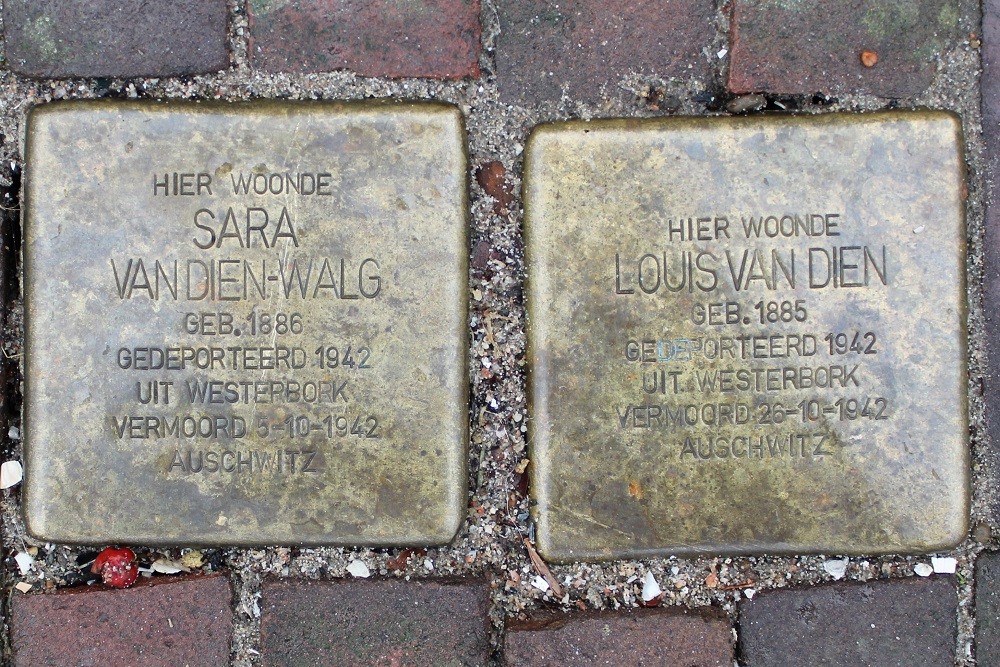 HIER WOONDE
SARA
VAN DIEN-WALG
GEB. 1886
GEDEPORTEERD 1942
UIT WESTERBORK
VERMOORD 5-10-1942
AUSCHWITZ
HIER WOONDE
LOUIS VAN DIEN
GEB. 1885
GEDEPORTEERD 1942
UIT WESTERBORK
VERMOORD 26-10-1942
AUSCHWITZ